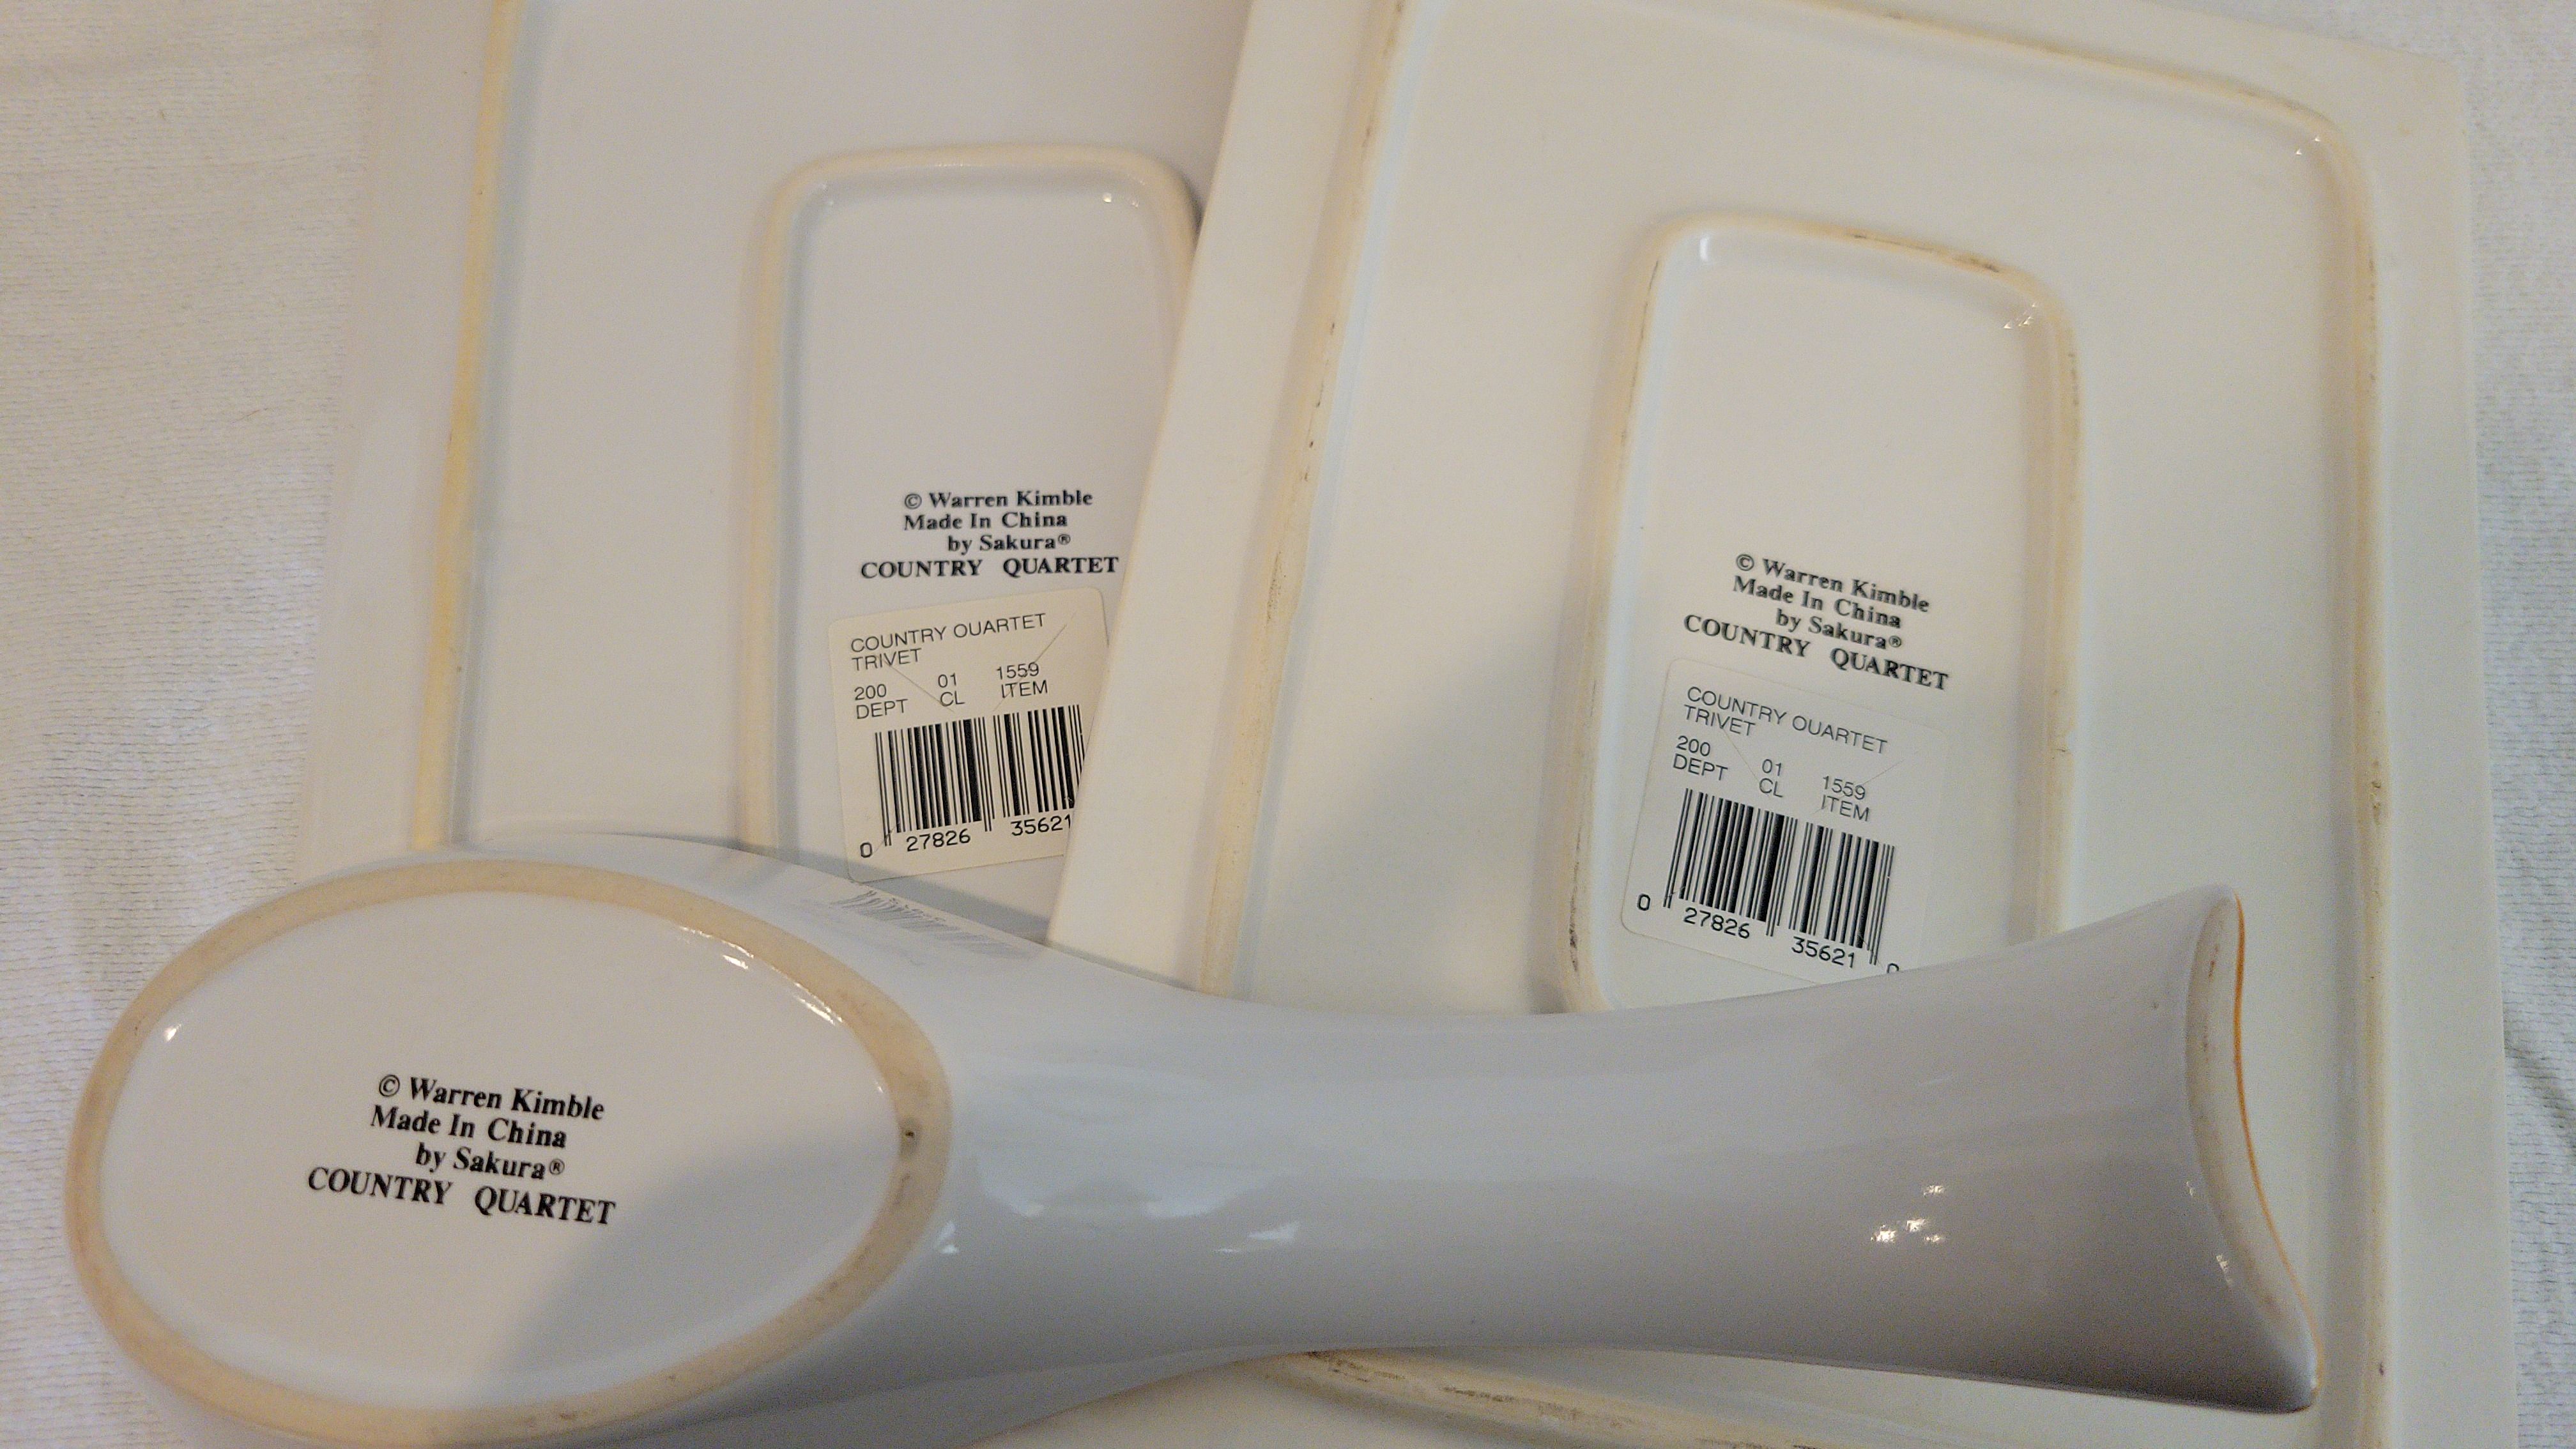 © Warren Kimble
Made In China
by Sakura®
COUNTRY QUARTET
COUNTRY QUARTET
TRIVET
200 01 1559
DEPT CL ITEM
0 27826 35621
© Warren Kimble
Made In China
by Sakura®
COUNTRY QUARTET
COUNTRY QUARTET
TRIVET
200 01 1559
DEPT CL ITEM
0 27826 35621
© Warren Kimble
Made In China
by Sakura®
COUNTRY QUARTET